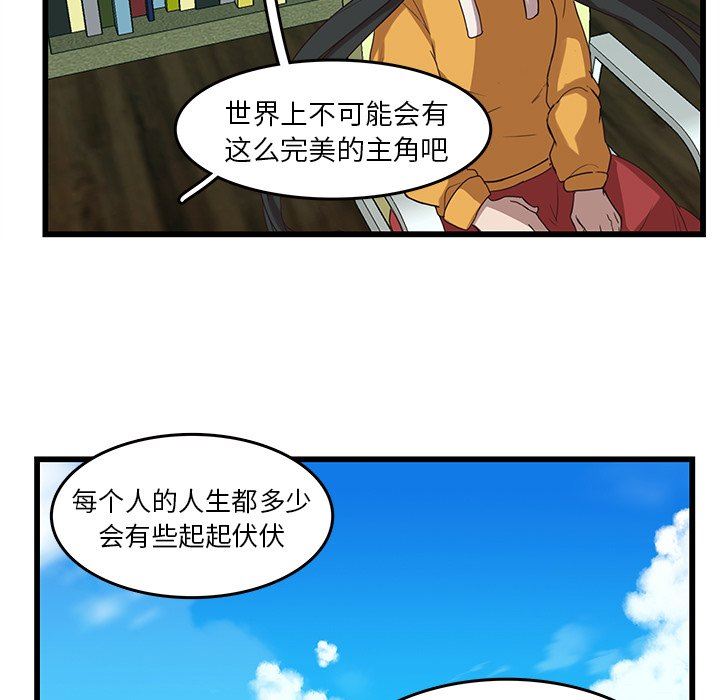 世界上不可能会有
这么完美的主角吧
每个人的人生都多少
会有些起起伏伏